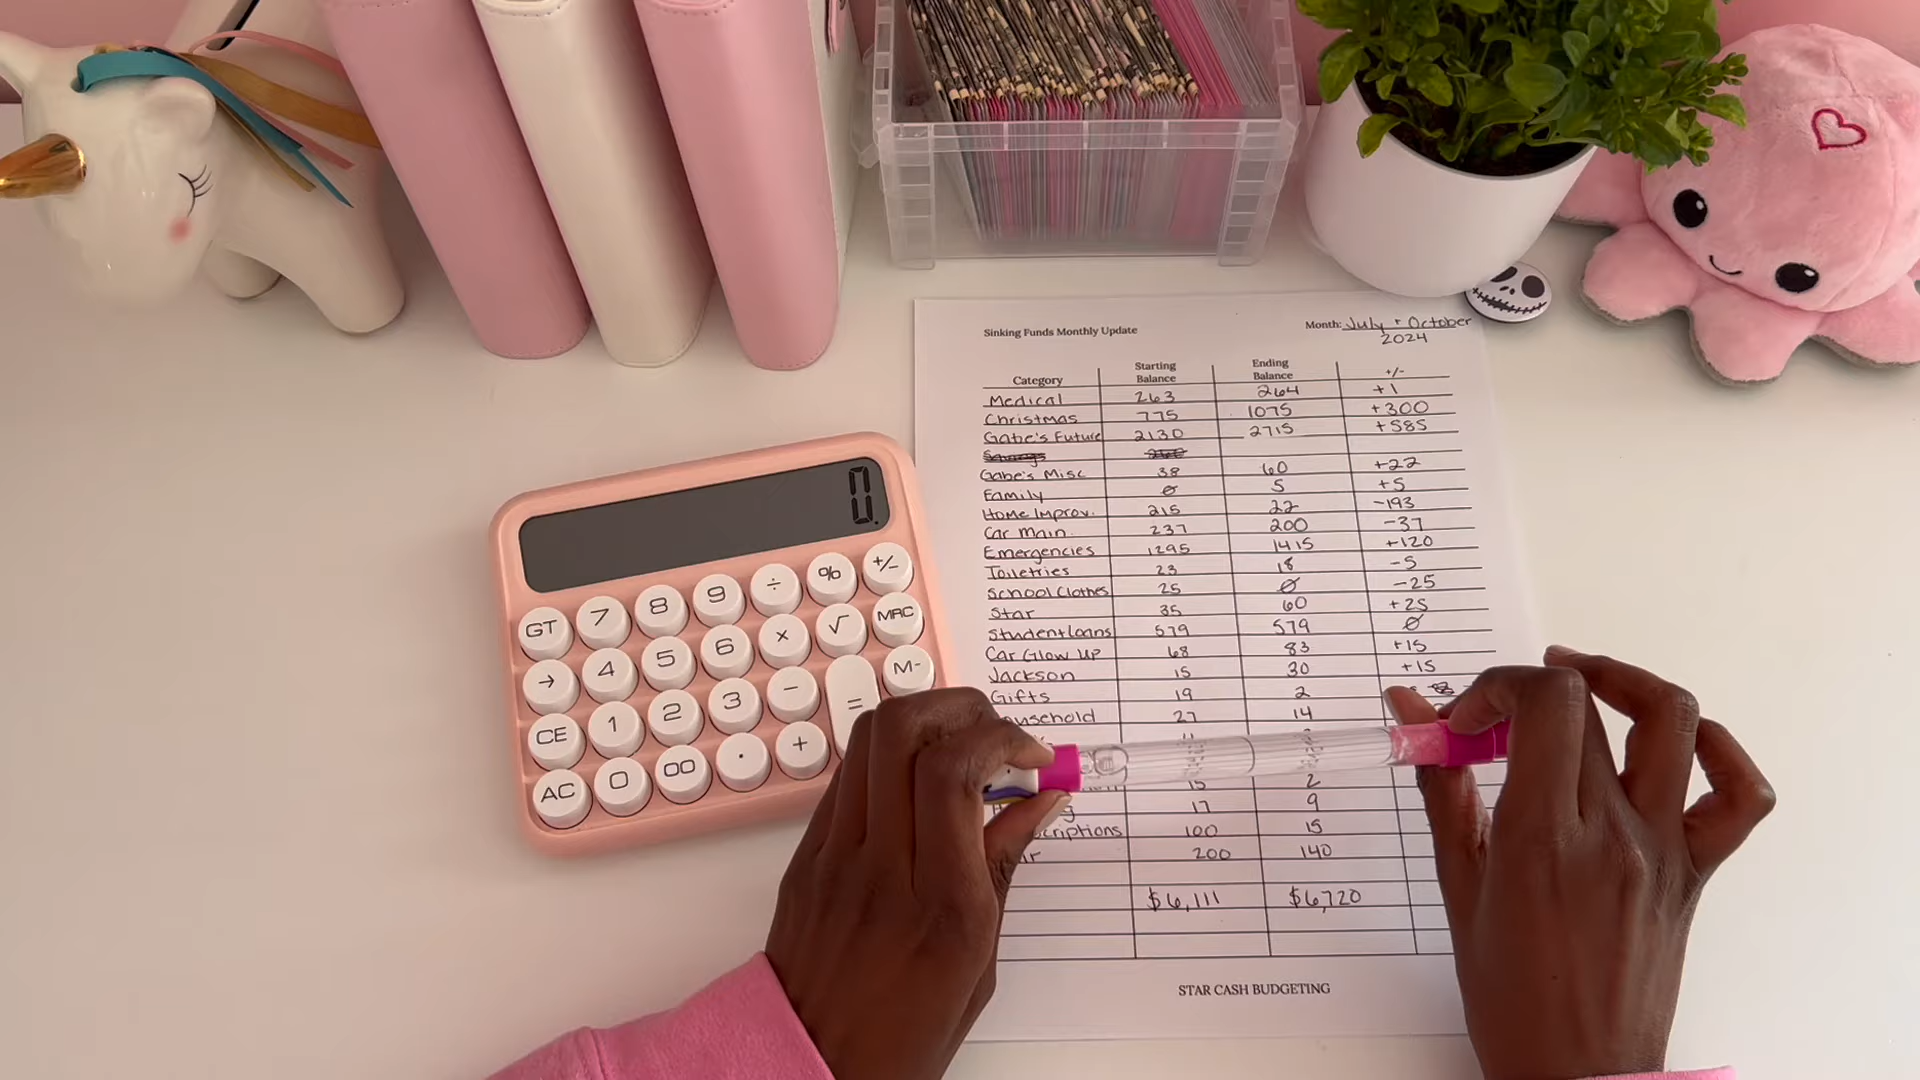 Sinking Funds Monthly Update Month: July + October
2024
Category Starting Balance Ending Balance +/-
Medical 263 264 +1
Christmas 775 1075 +300
Gabe's Future 2130 2715 +585
Gabe's Misc 38 60 +22
Family 0 5 +5
Home Improv. 215 22 -193
Car Main. 237 200 -37
Emergencies 1295 1415 +120
Toiletries 23 18 -5
School Clothes 25 0 -25
Star 35 60 +25
Student Loans 579 579 0
Car Glow Up 68 83 +15
Jackson 15 30 +15
Gifts 19 2
ousehold 27 14
15 2
17 9
criptions 100 15
200 140
$6,111 $6,720
STAR CASH BUDGETING
0.
GT 7 8 9 ÷ % +/-
→ 4 5 6 × √ MRC
CE 1 2 3 − = M-
AC 0 00 . +